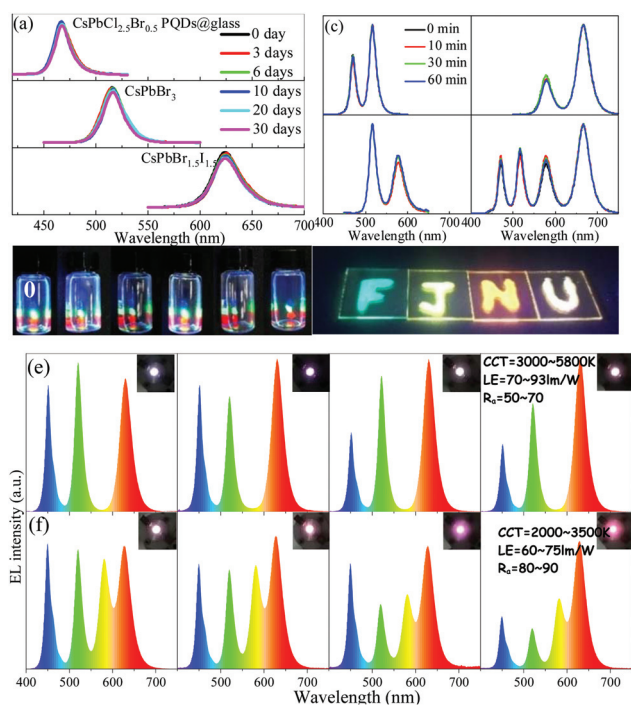 (a) CsPbCl2.5Br0.5 PQDs@glass
0 day
3 days
6 days
CsPbBr3
10 days
20 days
30 days
CsPbBr1.5I1.5
450 500 550 600 650 700
Wavelength (nm)
(c)
0 min
10 min
30 min
60 min
400 500 600 700 400 500 600 700
Wavelength (nm)
0
F J N U
(e)
CCT=3000~5800K
LE=70~93lm/W
Ra=50~70
EL intensity (a.u.)
(f)
CCT=2000~3500K
LE=60~75lm/W
Ra=80~90
400 500 600 700 500 600 700 500 600 700 500 600 700
Wavelength (nm)